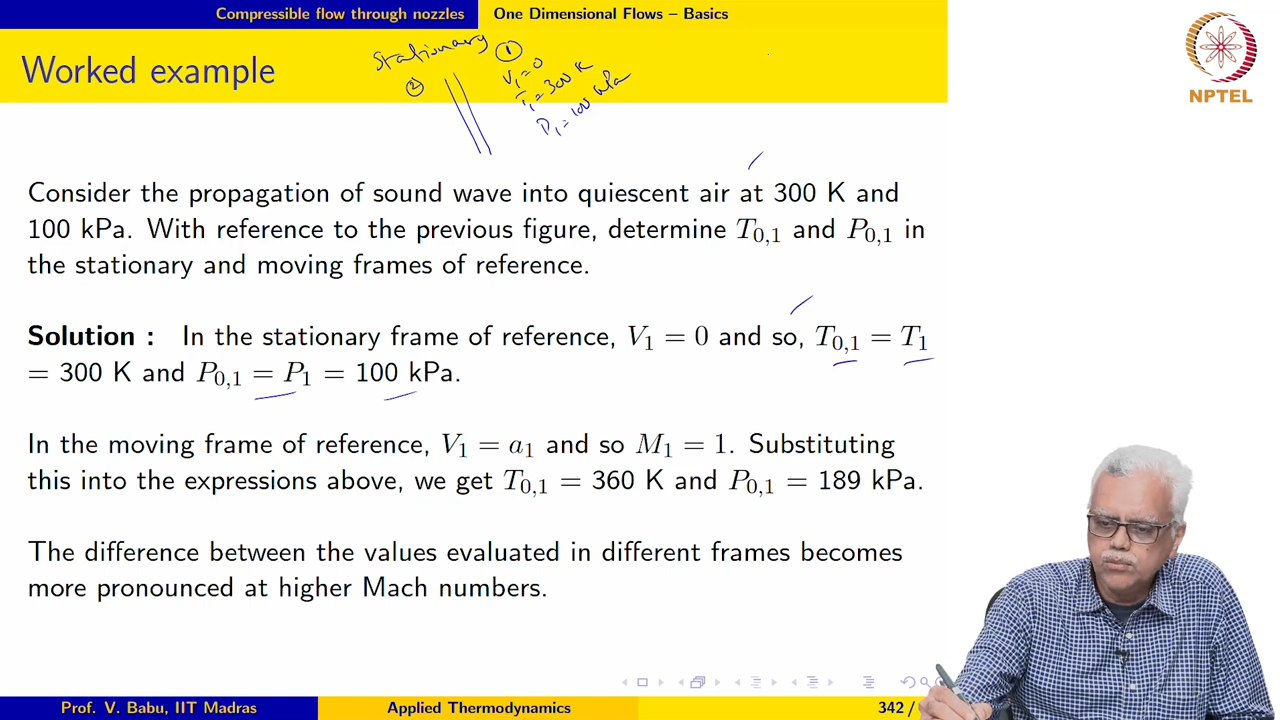 Compressible flow through nozzles One Dimensional Flows – Basics
Worked example
Stationary
① 
V₁ = 0
T₁ = 300 K
P₁ = 100 kPa
②
NPTEL
Consider the propagation of sound wave into quiescent air at 300 K and
100 kPa. With reference to the previous figure, determine T₀,₁ and P₀,₁ in
the stationary and moving frames of reference.
Solution : In the stationary frame of reference, V₁ = 0 and so, T₀,₁ = T₁
= 300 K and P₀,₁ = P₁ = 100 kPa.
In the moving frame of reference, V₁ = a₁ and so M₁ = 1. Substituting
this into the expressions above, we get T₀,₁ = 360 K and P₀,₁ = 189 kPa.
The difference between the values evaluated in different frames becomes
more pronounced at higher Mach numbers.
Prof. V. Babu, IIT Madras Applied Thermodynamics 342 /